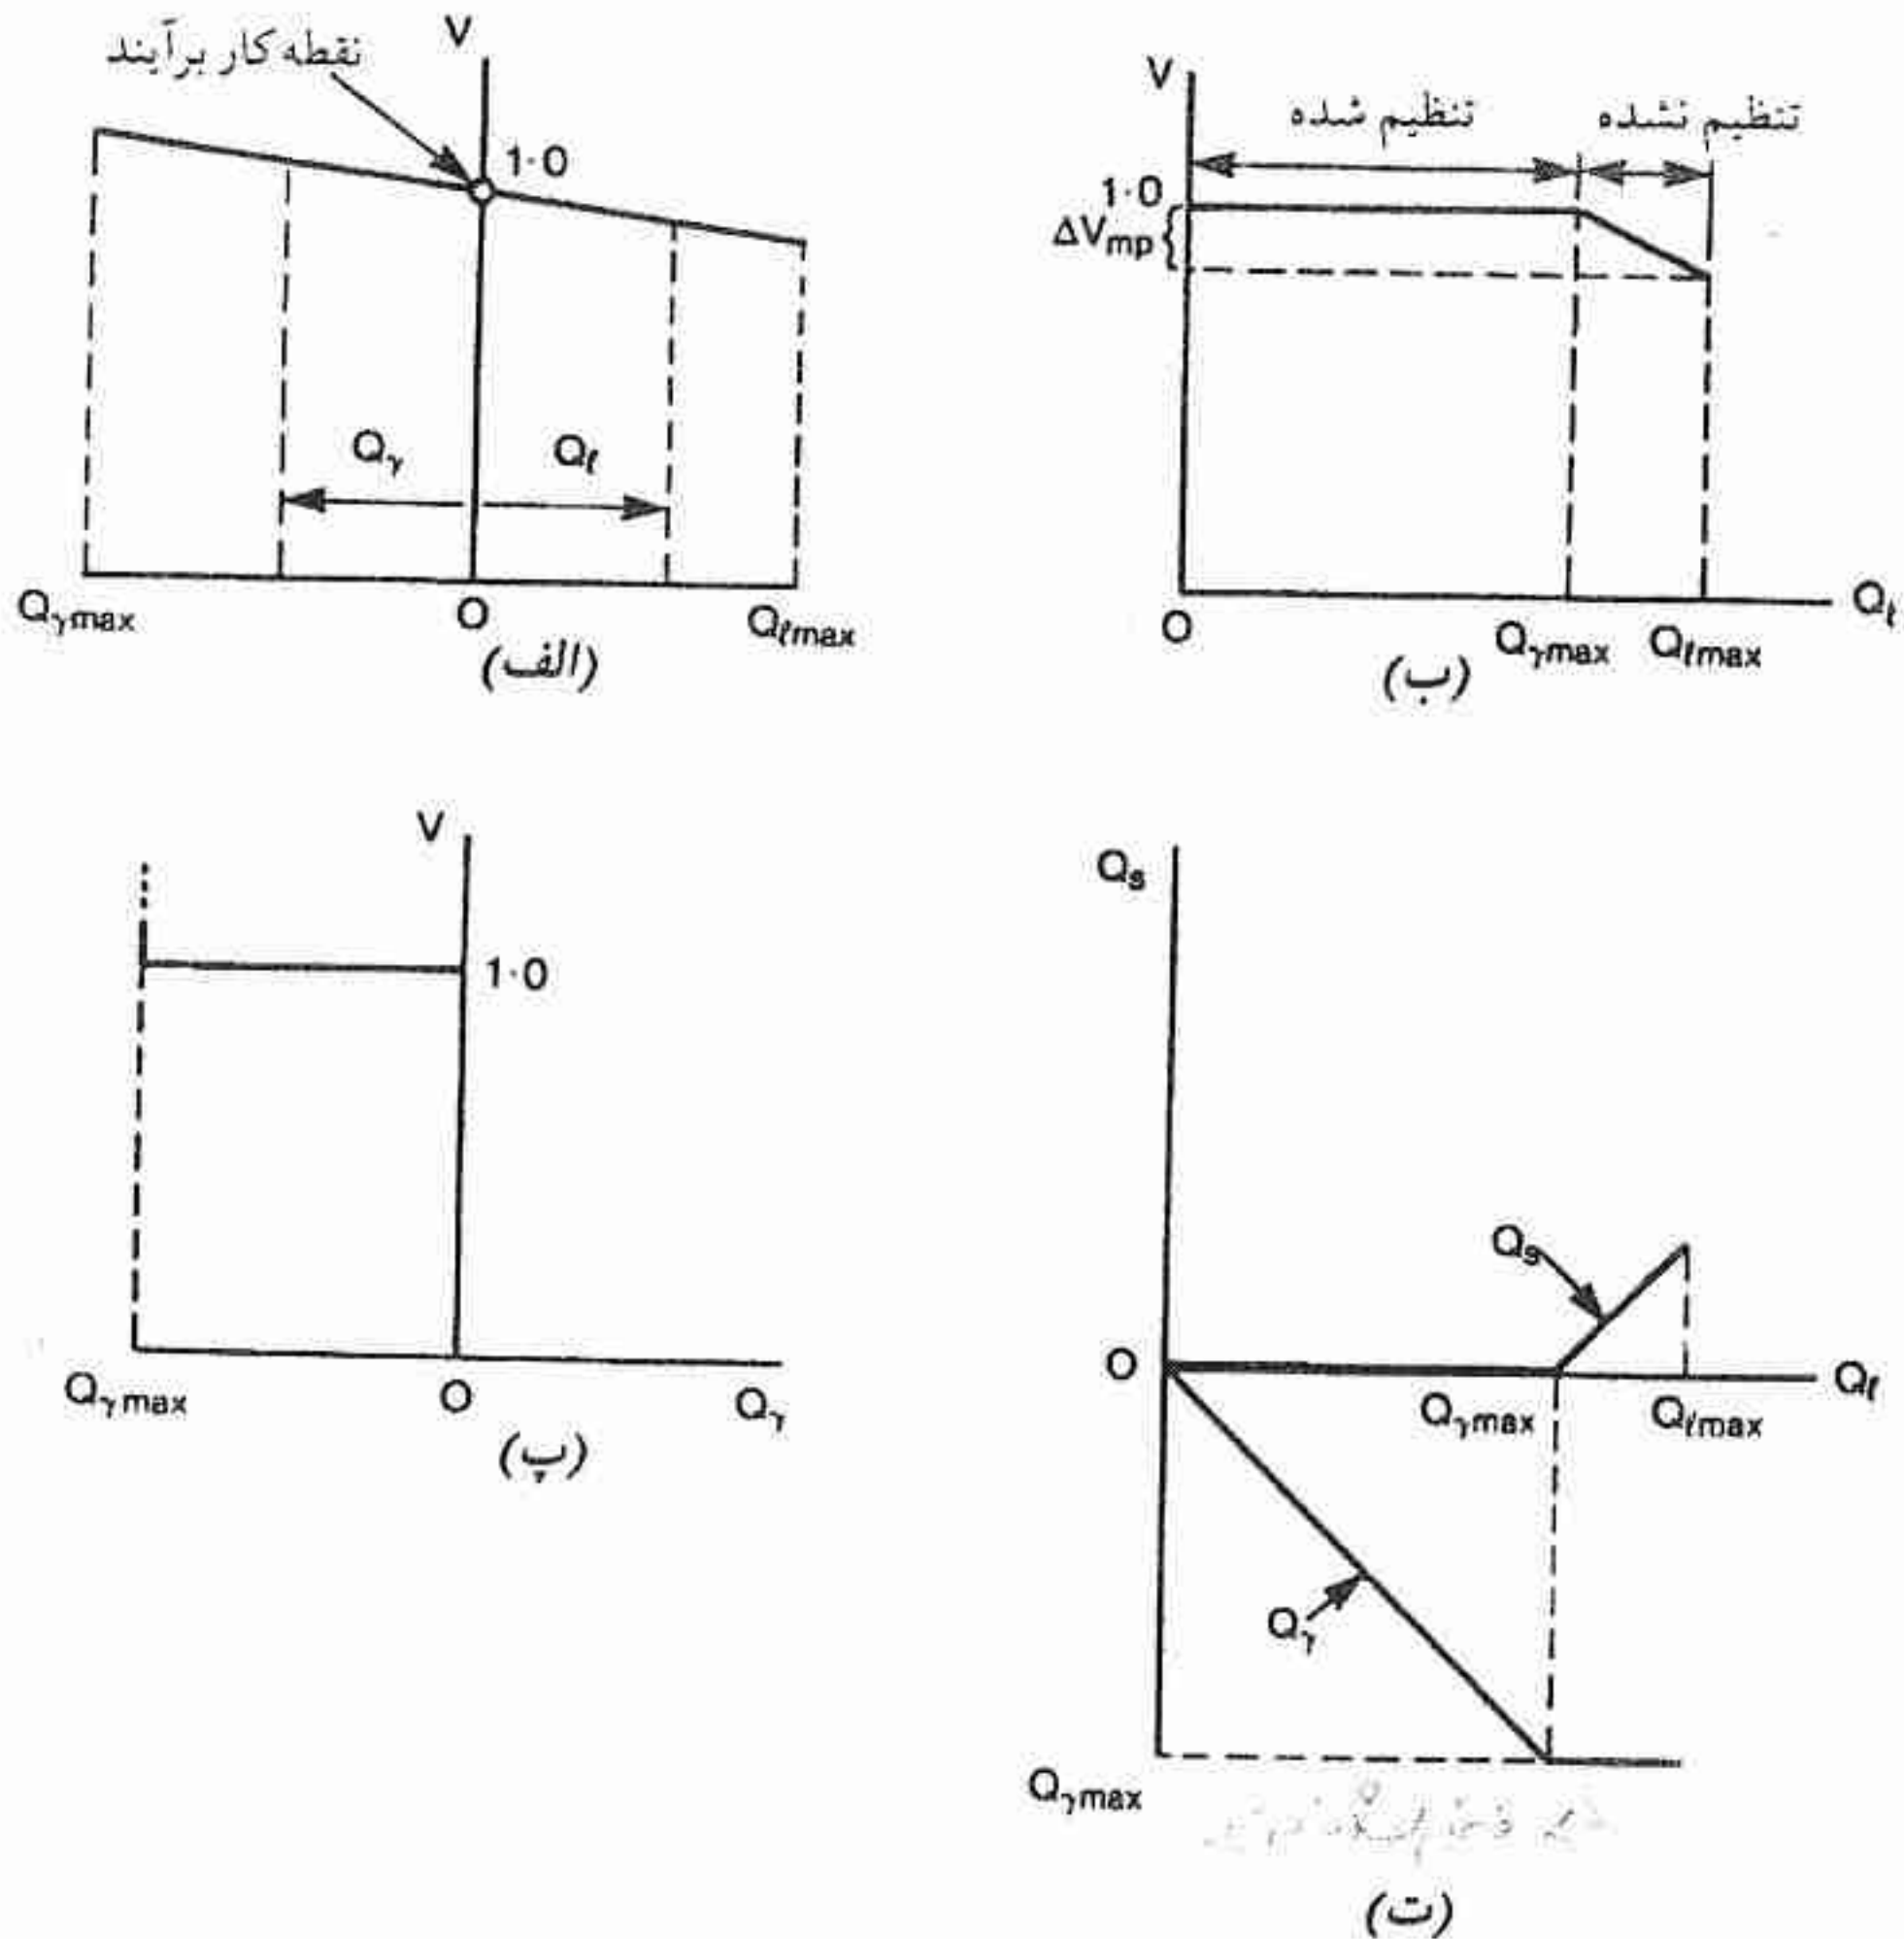 نقطه کار برآیند
V
1·0
Qγ
Qℓ
Qγmax
O
Qℓmax
(الف)
V
تنظیم شده
تنظیم نشده
1·0
ΔVmp
O
Qγmax
Qℓmax
Qℓ
(ب)
V
1·0
Qγmax
O
Qγ
(پ)
Qs
Qs
O
Qγmax
Qℓmax
Qℓ
Qγ
Qγmax
(ت)